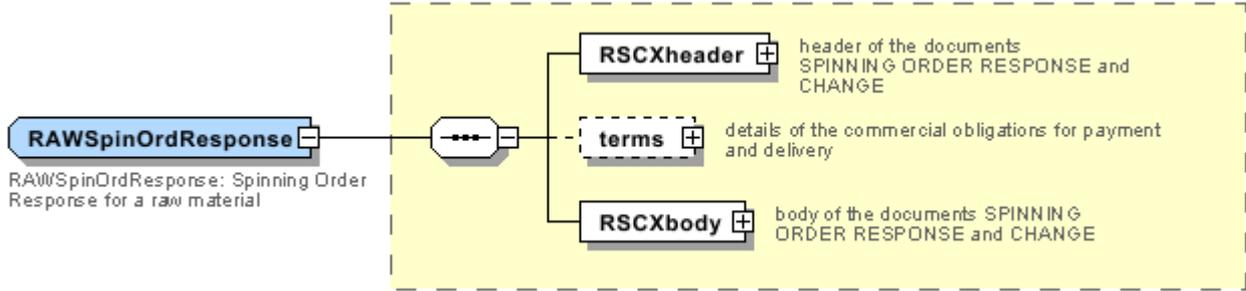 RSCXheader
header of the documents
SPINNING ORDER RESPONSE and
CHANGE
RAWSpinOrdResponse
RAWSpinOrdResponse: Spinning Order
Response for a raw material
terms
details of the commercial obligations for payment
and delivery
RSCXbody
body of the documents SPINNING
ORDER RESPONSE and CHANGE